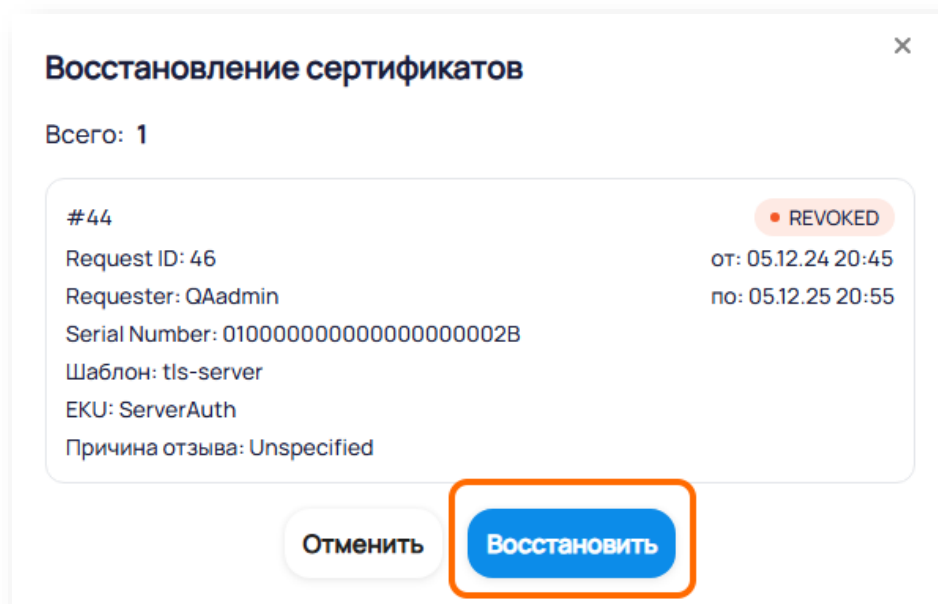 Восстановление сертификатов
Всего: 1
#44
REVOKED
Request ID: 46
от: 05.12.24 20:45
Requester: QAadmin
по: 05.12.25 20:55
Serial Number: 010000000000000000002B
Шаблон: tls-server
EKU: ServerAuth
Причина отзыва: Unspecified
Отменить
Восстановить